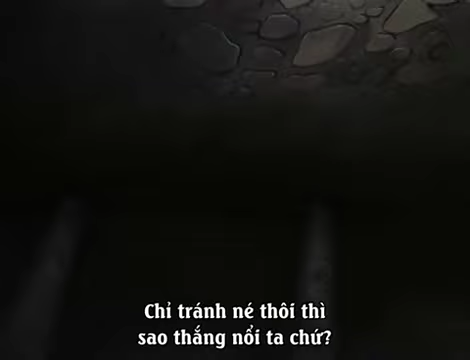 Chỉ tránh né thôi thì
sao thắng nổi ta chứ?